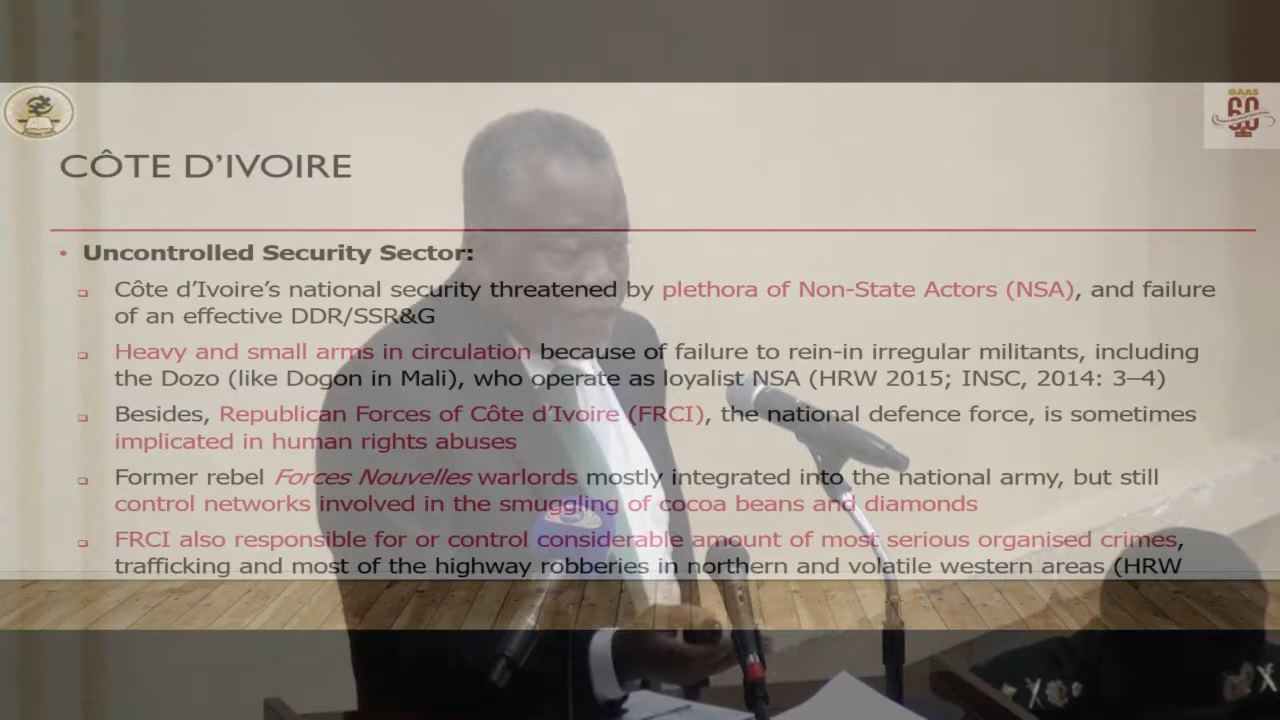 GAAS
60
CÔTE D'IVOIRE
• Uncontrolled Security Sector:
Côte d'Ivoire's national security threatened by plethora of Non-State Actors (NSA), and failure
of an effective DDR/SSR&G
Heavy and small arms in circulation because of failure to rein-in irregular militants, including
the Dozo (like Dogon in Mali), who operate as loyalist NSA (HRW 2015; INSC, 2014: 3–4)
Besides, Republican Forces of Côte d'Ivoire (FRCI), the national defence force, is sometimes
implicated in human rights abuses
Former rebel Forces Nouvelles warlords mostly integrated into the national army, but still
control networks involved in the smuggling of cocoa beans and diamonds
FRCI also responsible for or control considerable amount of most serious organised crimes,
trafficking and most of the highway robberies in northern and volatile western areas (HRW